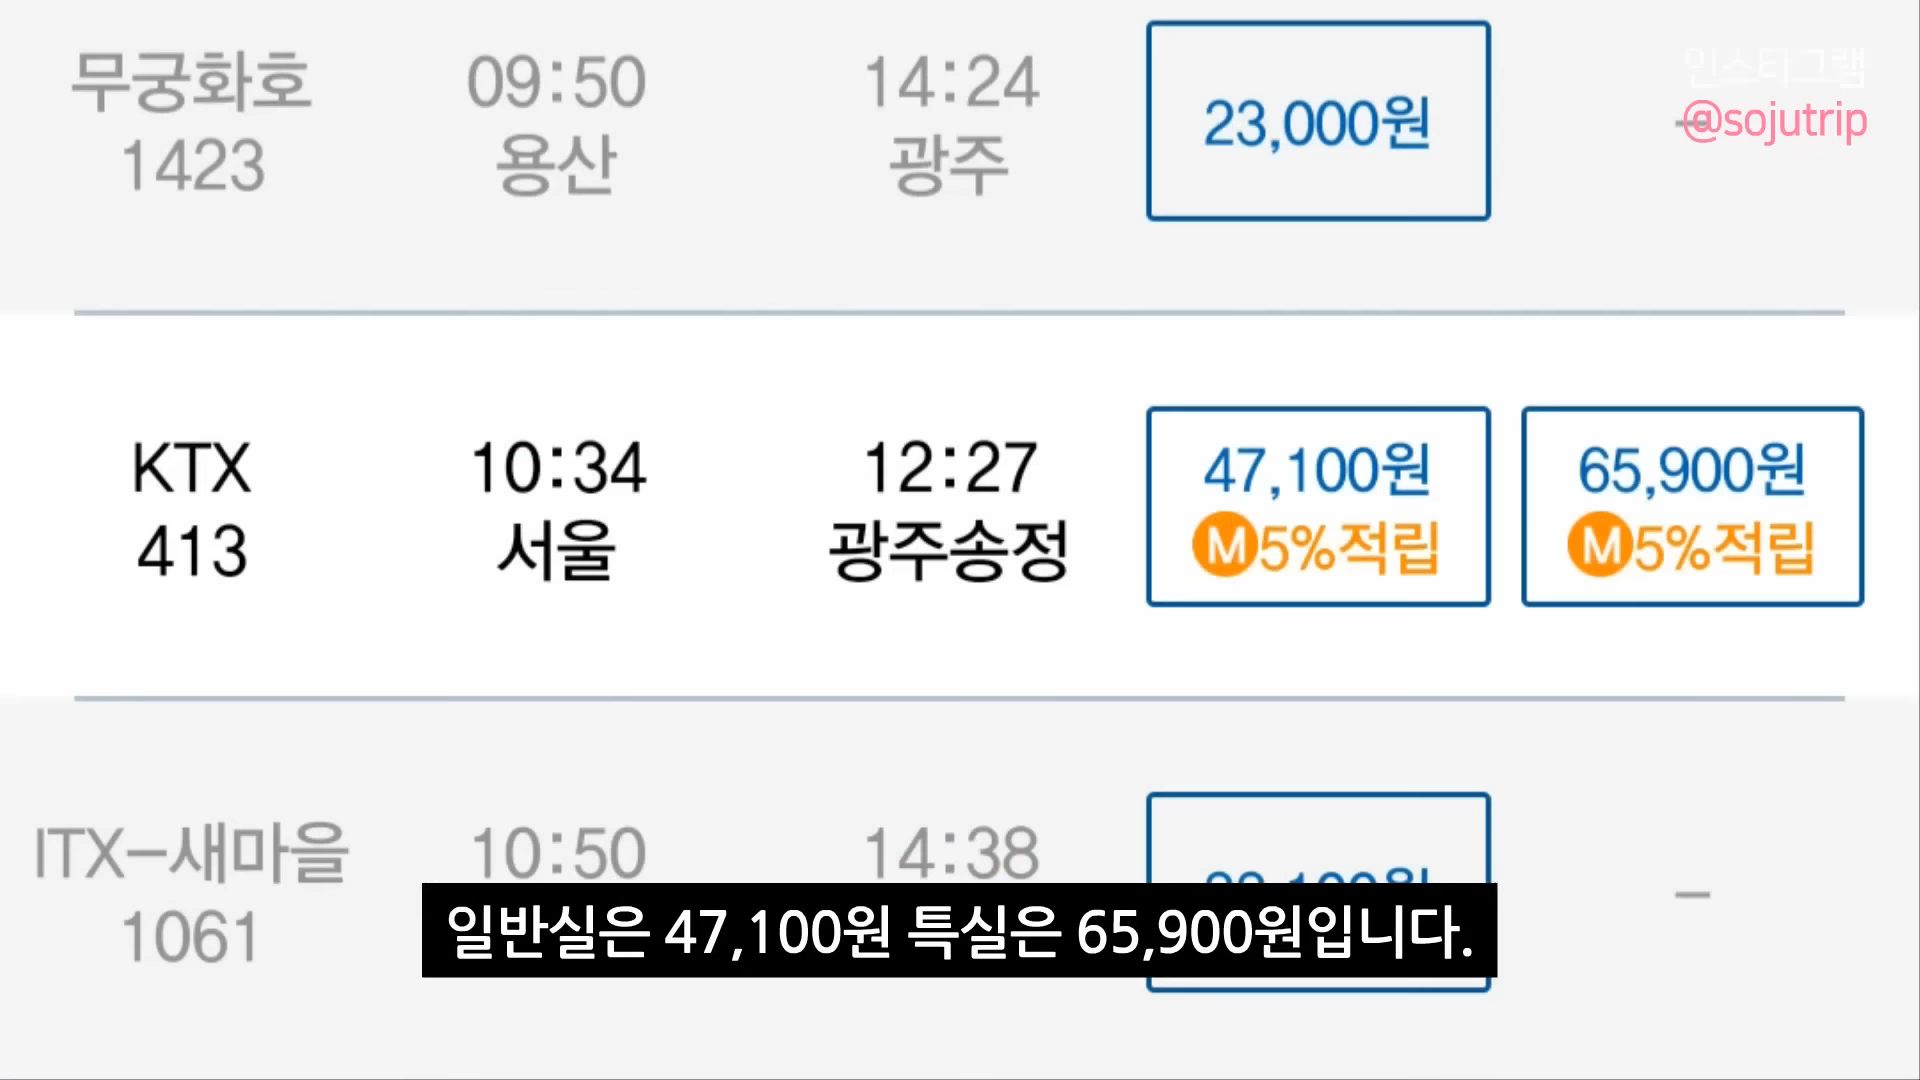 무궁화호 09:50 14:24 23,000원 –
1423 용산 광주
인스타그램
@sojutrip
KTX 10:34 12:27 47,100원 65,900원
413 서울 광주송정 M5%적립 M5%적립
ITX-새마을 10:50 14:38 –
1061
일반실은 47,100원 특실은 65,900원입니다.